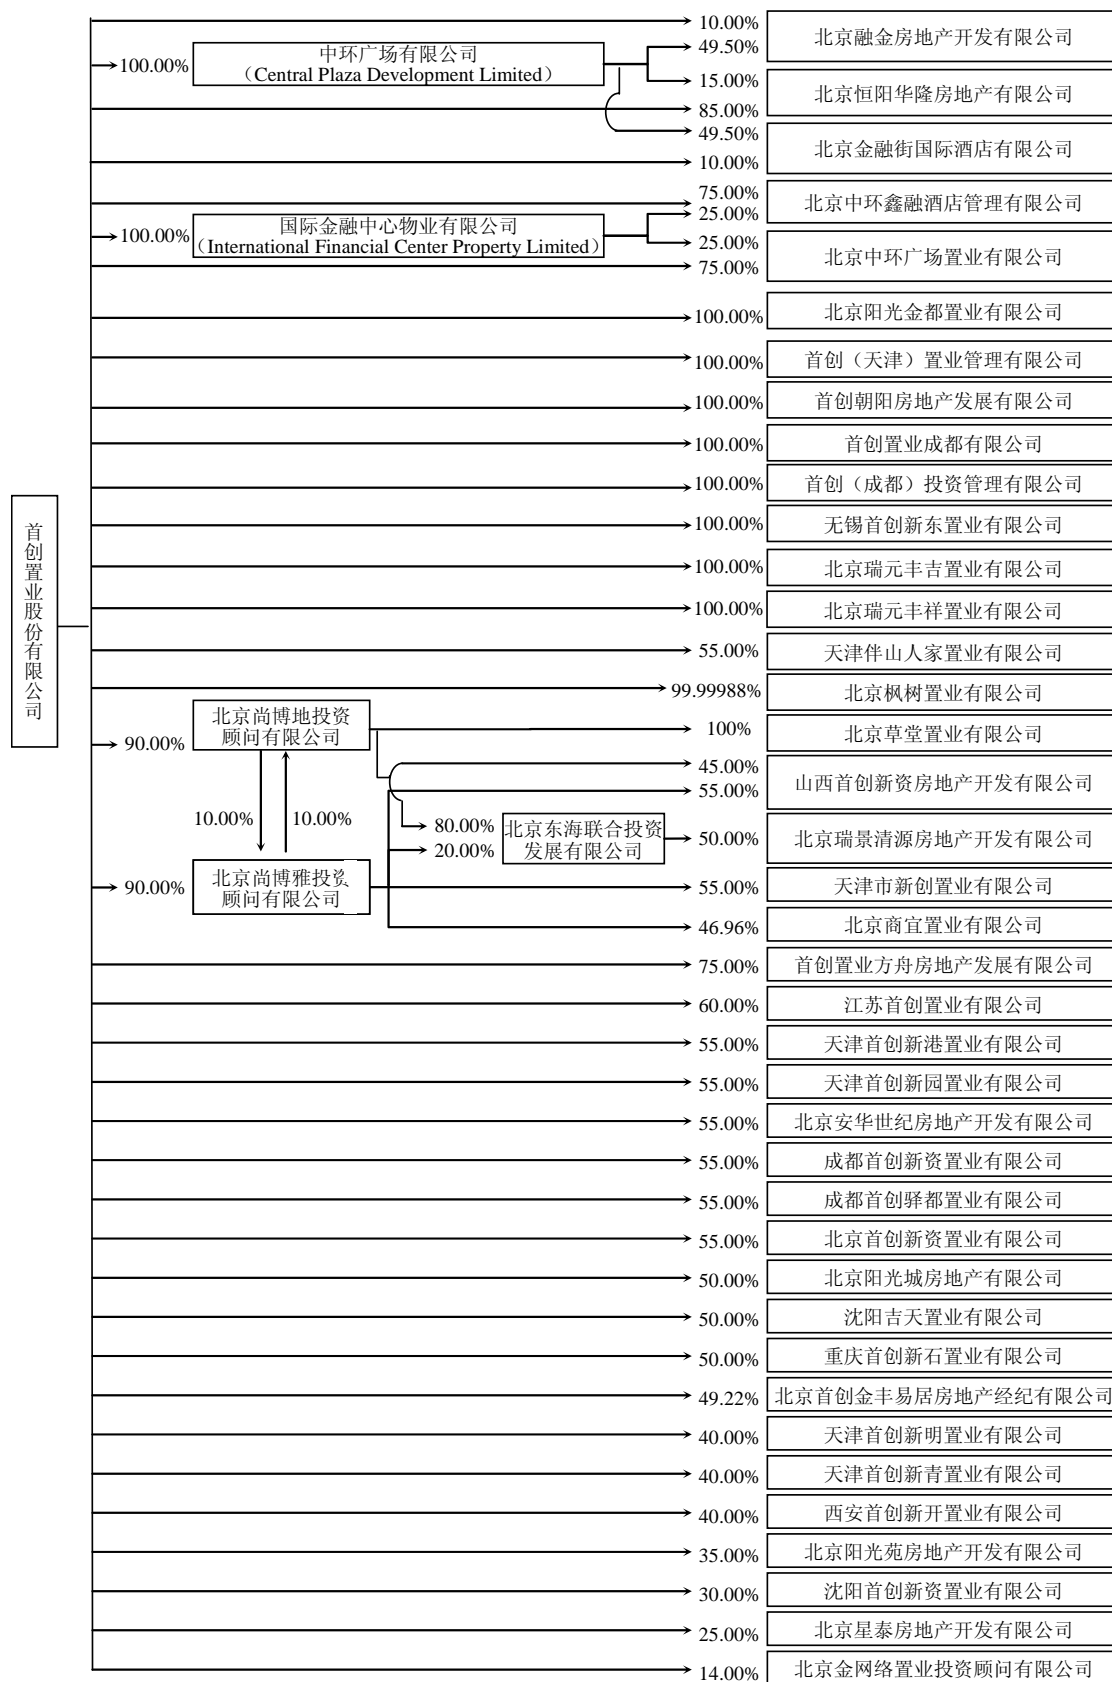 10.00%
北京融金房地产开发有限公司
49.50%
中环广场有限公司
（Central Plaza Development Limited）
100.00%
15.00%
北京恒阳华隆房地产有限公司
85.00%
49.50%
北京金融街国际酒店有限公司
10.00%
75.00%
北京中环鑫融酒店管理有限公司
25.00%
国际金融中心物业有限公司
（International Financial Center Property Limited）
100.00%
25.00%
北京中环广场置业有限公司
75.00%
100.00%
北京阳光金都置业有限公司
100.00%
首创（天津）置业管理有限公司
100.00%
首创朝阳房地产发展有限公司
100.00%
首创置业成都有限公司
100.00%
首创（成都）投资管理有限公司
首创置业股份有限公司
100.00%
无锡首创新东置业有限公司
100.00%
北京瑞元丰吉置业有限公司
100.00%
北京瑞元丰祥置业有限公司
55.00%
天津伴山人家置业有限公司
99.99988%
北京枫树置业有限公司
90.00%
北京尚博地投资
顾问有限公司
100%
北京草堂置业有限公司
45.00%
山西首创新资房地产开发有限公司
55.00%
10.00%
10.00%
80.00%
20.00%
北京东海联合投资
发展有限公司
50.00%
北京瑞景清源房地产开发有限公司
90.00%
北京尚博雅投资
顾问有限公司
55.00%
天津市新创置业有限公司
46.96%
北京商宜置业有限公司
75.00%
首创置业方舟房地产发展有限公司
60.00%
江苏首创置业有限公司
55.00%
天津首创新港置业有限公司
55.00%
天津首创新园置业有限公司
55.00%
北京安华世纪房地产开发有限公司
55.00%
成都首创新资置业有限公司
55.00%
成都首创驿都置业有限公司
55.00%
北京首创新资置业有限公司
50.00%
北京阳光城房地产有限公司
50.00%
沈阳吉天置业有限公司
50.00%
重庆首创新石置业有限公司
49.22%
北京首创金丰易居房地产经纪有限公司
40.00%
天津首创新明置业有限公司
40.00%
天津首创新青置业有限公司
40.00%
西安首创新开置业有限公司
35.00%
北京阳光苑房地产开发有限公司
30.00%
沈阳首创新资置业有限公司
25.00%
北京星泰房地产开发有限公司
14.00%
北京金网络置业投资顾问有限公司